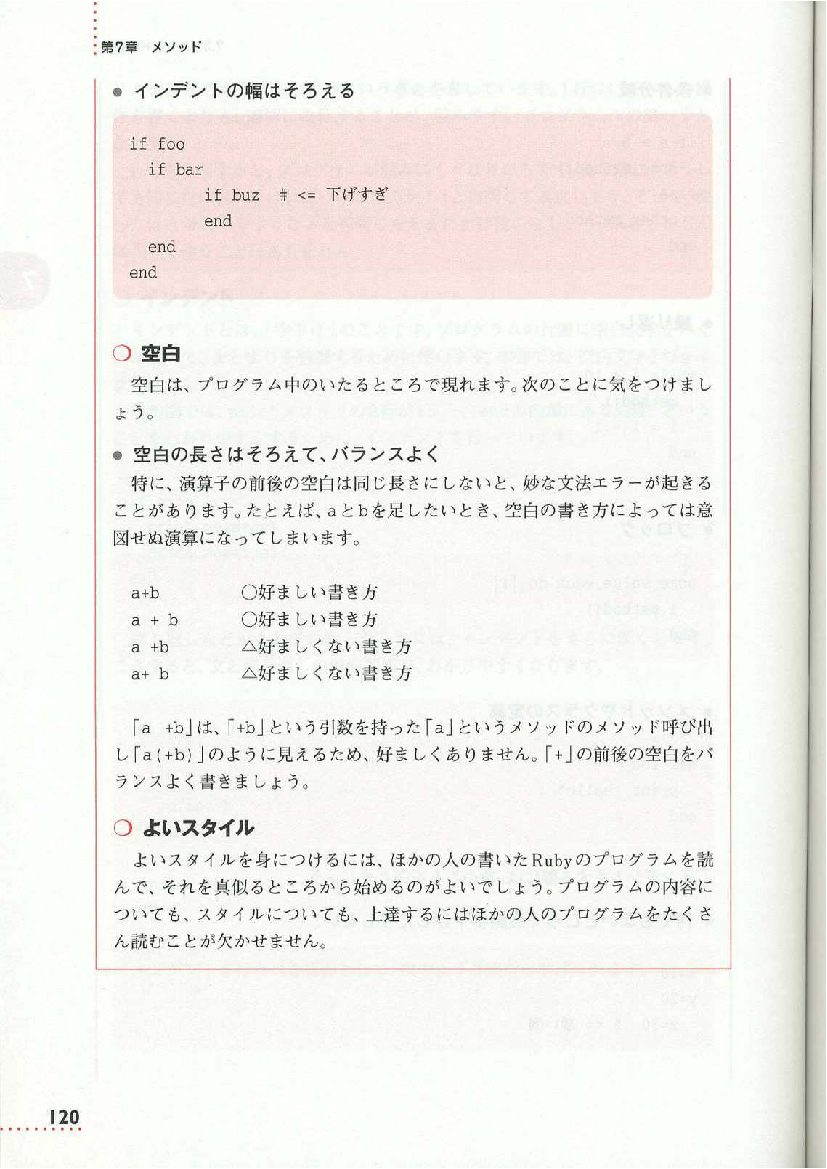 第7章 メソッド
● インデントの幅はそろえる
if foo
  if bar
        if buz  # <= 下げすぎ
        end
  end
end
○ 空白
空白は、プログラム中のいたるところで現れます。次のことに気をつけまし
ょう。
● 空白の長さはそろえて、バランスよく
特に、演算子の前後の空白は同じ長さにしないと、妙な文法エラーが起きる
ことがあります。たとえば、aとbを足したいとき、空白の書き方によっては意
図せぬ演算になってしまいます。
a+b ○好ましい書き方
a + b ○好ましい書き方
a +b △好ましくない書き方
a+ b △好ましくない書き方
「a +b」は、「+b」という引数を持った「a」というメソッドのメソッド呼び出
し「a(+b)」のように見えるため、好ましくありません。「+」の前後の空白をバ
ランスよく書きましょう。
○ よいスタイル
よいスタイルを身につけるには、ほかの人の書いたRubyのプログラムを読
んで、それを真似るところから始めるのがよいでしょう。プログラムの内容に
ついても、スタイルについても、上達するにはほかの人のプログラムをたくさ
ん読むことが欠かせません。
120